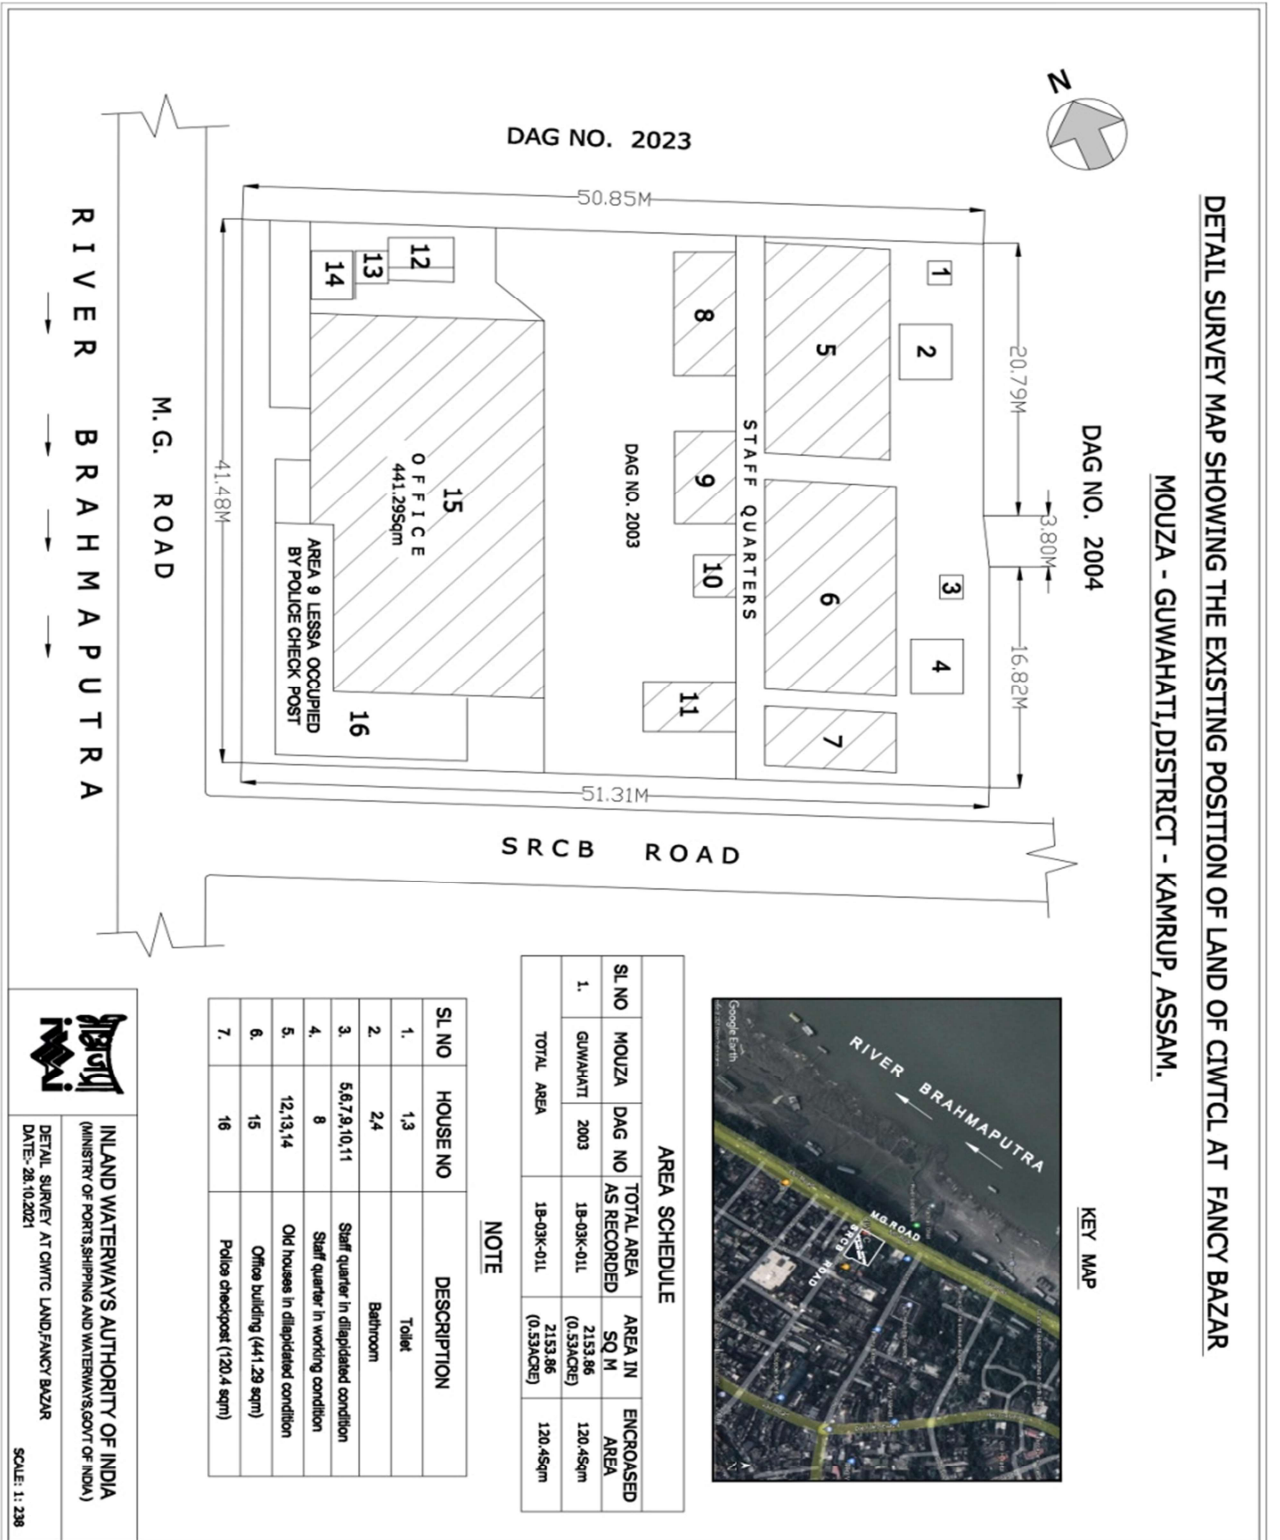 DETAIL SURVEY MAP SHOWING THE EXISTING POSITION OF LAND OF CIWTCL AT FANCY BAZAR
MOUZA - GUWAHATI,DISTRICT - KAMRUP, ASSAM.
N
DAG NO. 2004
DAG NO. 2023
20.79M
3.80M
16.82M
50.85M
51.31M
1
2
3
4
5
6
7
STAFF QUARTERS
8
9
10
11
DAG NO. 2003
12
13
14
15
OFFICE
441.29Sqm
16
AREA 9 LESSA OCCUPIED
BY POLICE CHECK POST
41.48M
M.G. ROAD
RIVER BRAHMAPUTRA
SRCB ROAD
KEY MAP
RIVER BRAHMAPUTRA
M.G.ROAD
SRCB ROAD
Google Earth
AREA SCHEDULE
SL NO MOUZA DAG NO TOTAL AREA AS RECORDED AREA IN SQ M ENCROASED AREA
1. GUWAHATI 2003 1B-03K-01L 2153.86 (0.53ACRE) 120.4Sqm
TOTAL AREA 1B-03K-01L 2153.86 (0.53ACRE) 120.4Sqm
NOTE
SL NO HOUSE NO DESCRIPTION
1. 1,3 Toilet
2. 2,4 Bathroom
3. 5,6,7,9,10,11 Staff quarter in dilapidated condition
4. 8 Staff quarter in working condition
5. 12,13,14 Old houses in dilapidated condition
6. 15 Office building (441.29 sqm)
7. 16 Police checkpost (120.4 sqm)
INLAND WATERWAYS AUTHORITY OF INDIA
(MINISTRY OF PORTS,SHIPPING AND WATERWAYS,GOVT OF INDIA)
DETAIL SURVEY AT CIWTC LAND,FANCY BAZAR
DATE:- 28.10.2021
SCALE: 1: 238